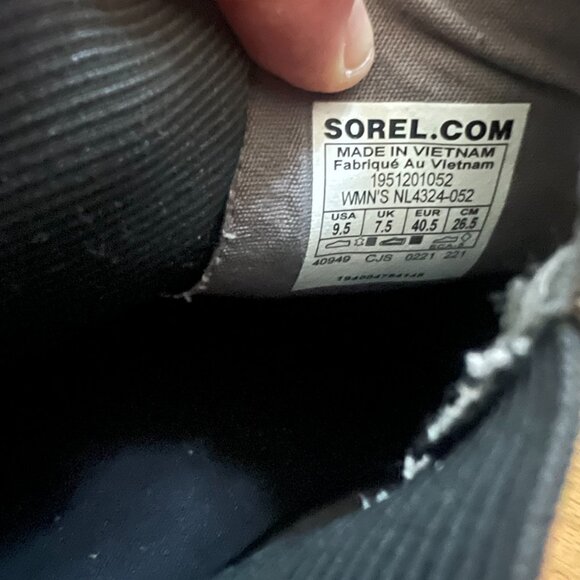 SOREL.COM
MADE IN VIETNAM
Fabriqué Au Vietnam
1951201052
WMN'S NL4324-052
USA UK EUR CM
9.5 7.5 40.5 26.5
40949 CJS 0221 221